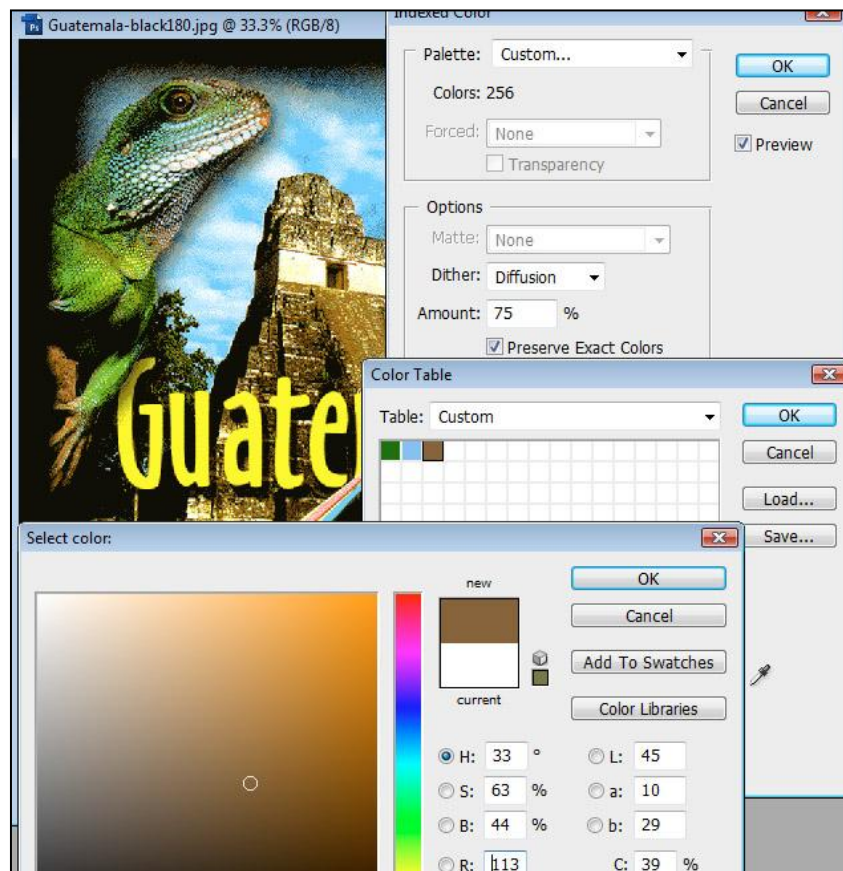 Guatemala-black180.jpg @ 33.3% (RGB/8)
Indexed Color
Palette: Custom...
OK
Colors: 256
Cancel
Forced: None
Preview
Transparency
Options
Matte: None
Dither: Diffusion
Amount: 75 %
Preserve Exact Colors
Guate
Color Table
Table: Custom
OK
Cancel
Load...
Save...
Select color:
new
OK
Cancel
Add To Swatches
current
Color Libraries
H: 33 °
L: 45
S: 63 %
a: 10
B: 44 %
b: 29
R: 113
C: 39 %